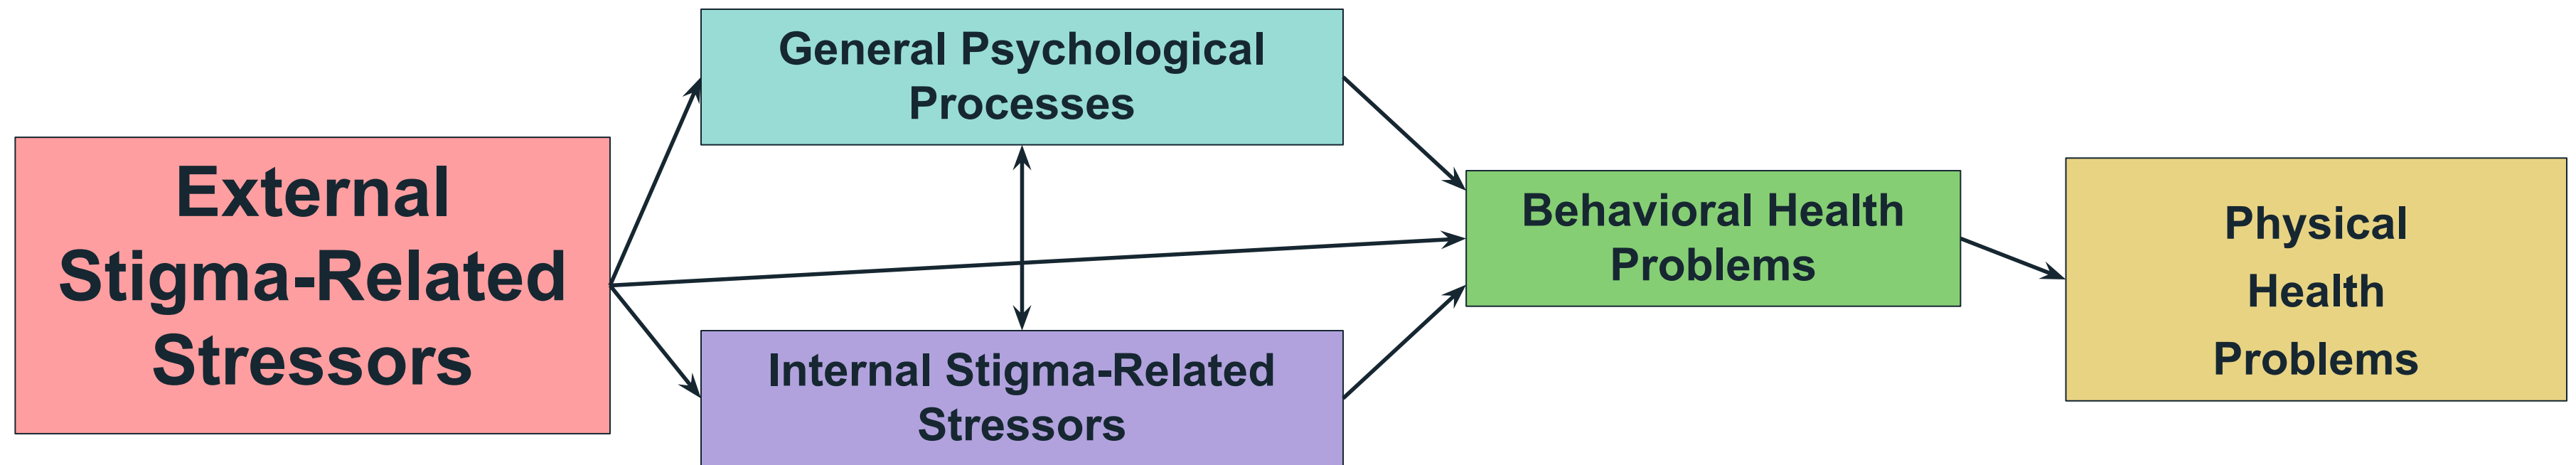 External
Stigma-Related
Stressors
General Psychological
Processes
Internal Stigma-Related
Stressors
Behavioral Health
Problems
Physical
Health
Problems